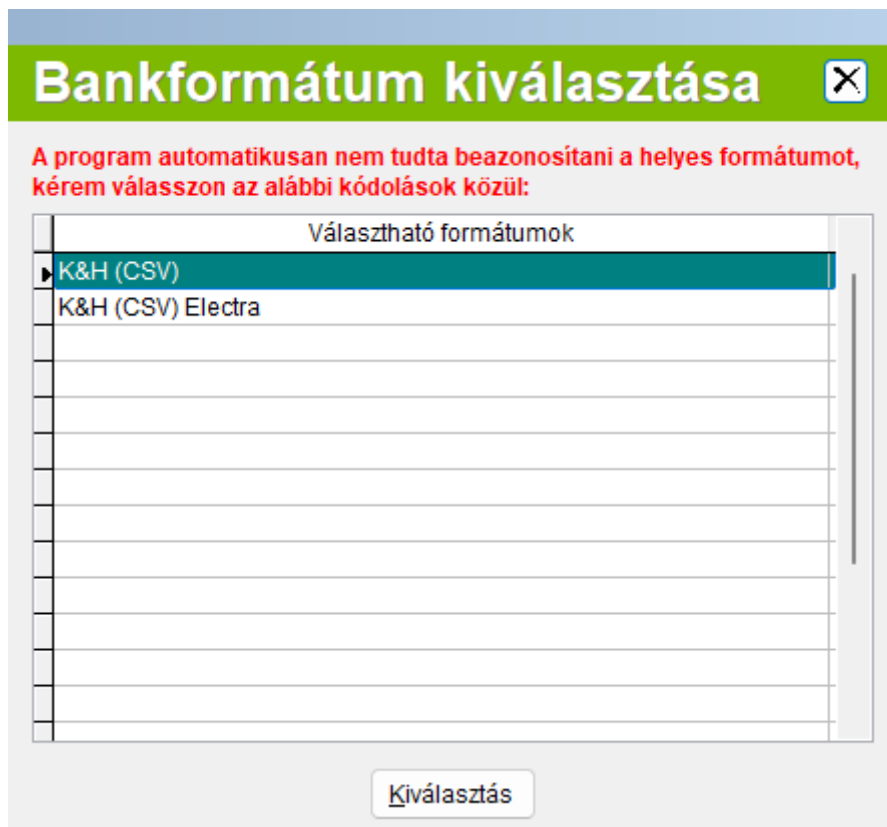 Bankformátum kiválasztása
A program automatikusan nem tudta beazonosítani a helyes formátumot,
kérem válasszon az alábbi kódolások közül:
Választható formátumok
K&H (CSV)
K&H (CSV) Electra
Kiválasztás